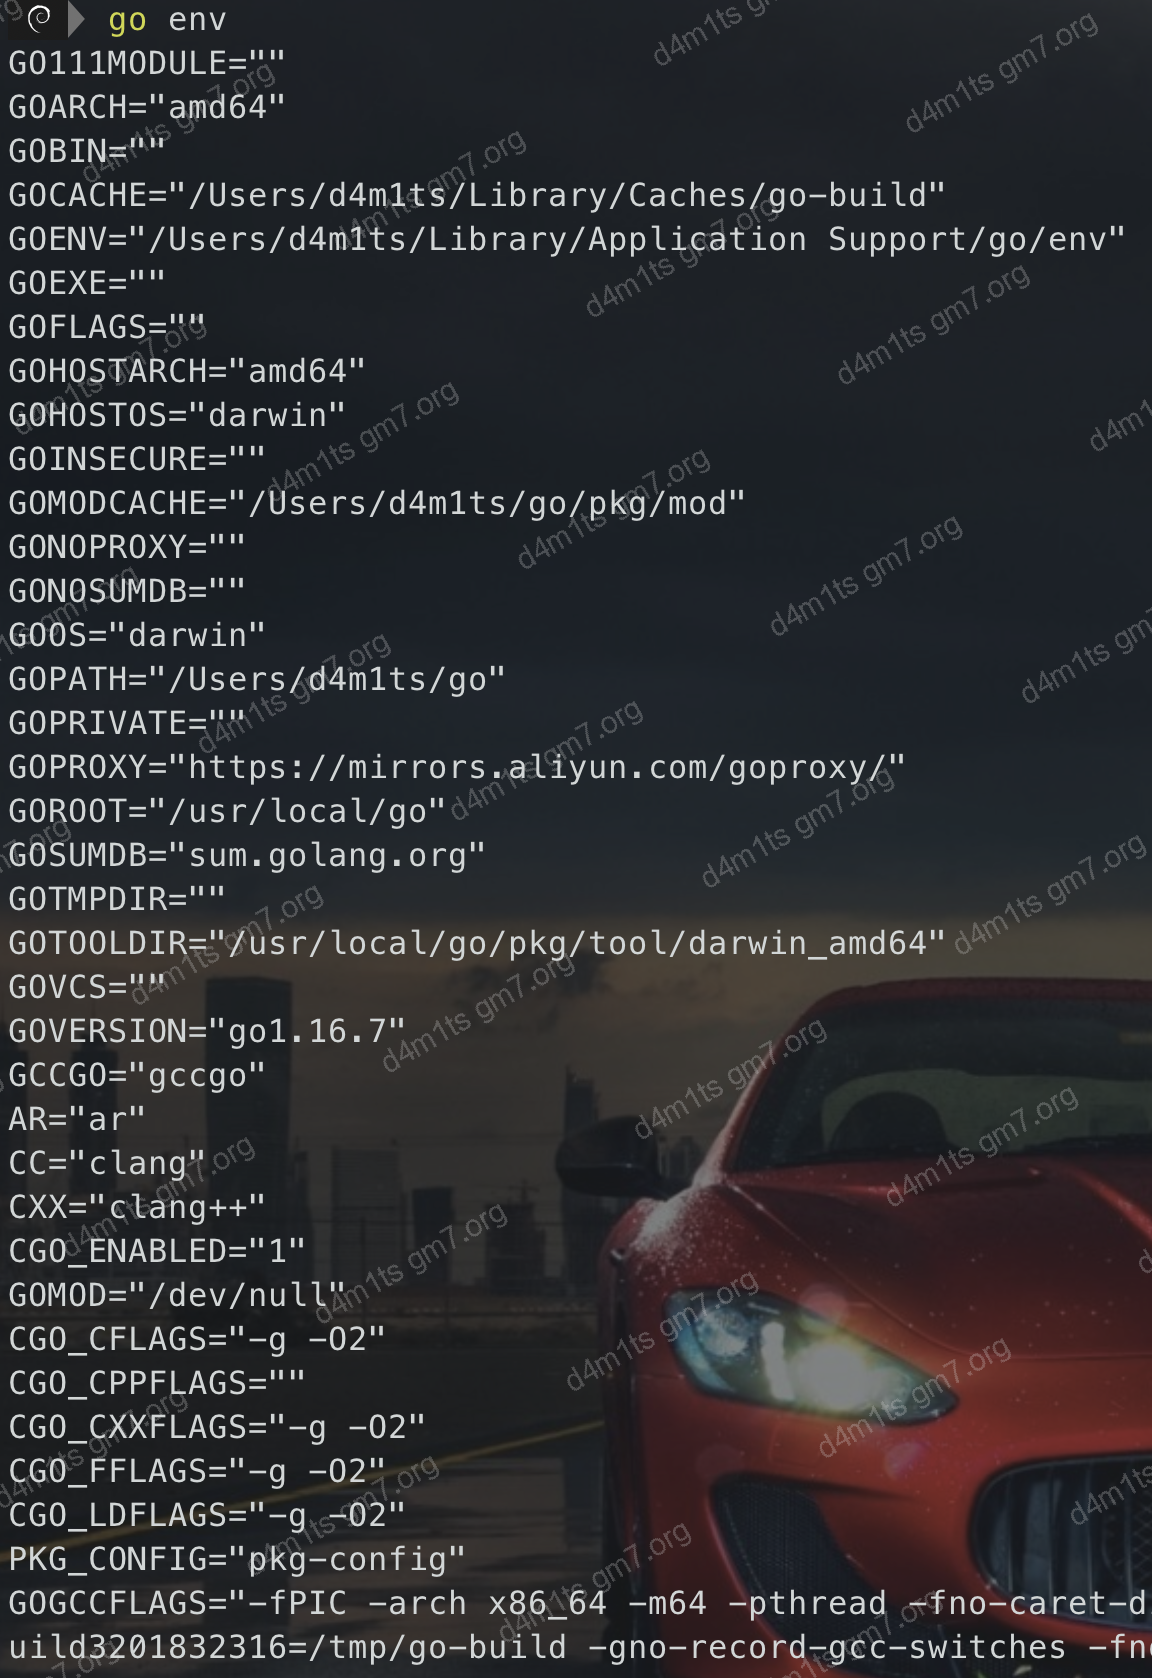 go env
GO111MODULE=""
GOARCH="amd64"
GOBIN=""
GOCACHE="/Users/d4m1ts/Library/Caches/go-build"
GOENV="/Users/d4m1ts/Library/Application Support/go/env"
GOEXE=""
GOFLAGS=""
GOHOSTARCH="amd64"
GOHOSTOS="darwin"
GOINSECURE=""
GOMODCACHE="/Users/d4m1ts/go/pkg/mod"
GONOPROXY=""
GONOSUMDB=""
GOOS="darwin"
GOPATH="/Users/d4m1ts/go"
GOPRIVATE=""
GOPROXY="https://mirrors.aliyun.com/goproxy/"
GOROOT="/usr/local/go"
GOSUMDB="sum.golang.org"
GOTMPDIR=""
GOTOOLDIR="/usr/local/go/pkg/tool/darwin_amd64"
GOVCS=""
GOVERSION="go1.16.7"
GCCGO="gccgo"
AR="ar"
CC="clang"
CXX="clang++"
CGO_ENABLED="1"
GOMOD="/dev/null"
CGO_CFLAGS="-g -O2"
CGO_CPPFLAGS=""
CGO_CXXFLAGS="-g -O2"
CGO_FFLAGS="-g -O2"
CGO_LDFLAGS="-g -O2"
PKG_CONFIG="pkg-config"
GOGCCFLAGS="-fPIC -arch x86_64 -m64 -pthread -fno-caret-d
uild3201832316=/tmp/go-build -gno-record-gcc-switches -fn
d4m1ts gm7.org